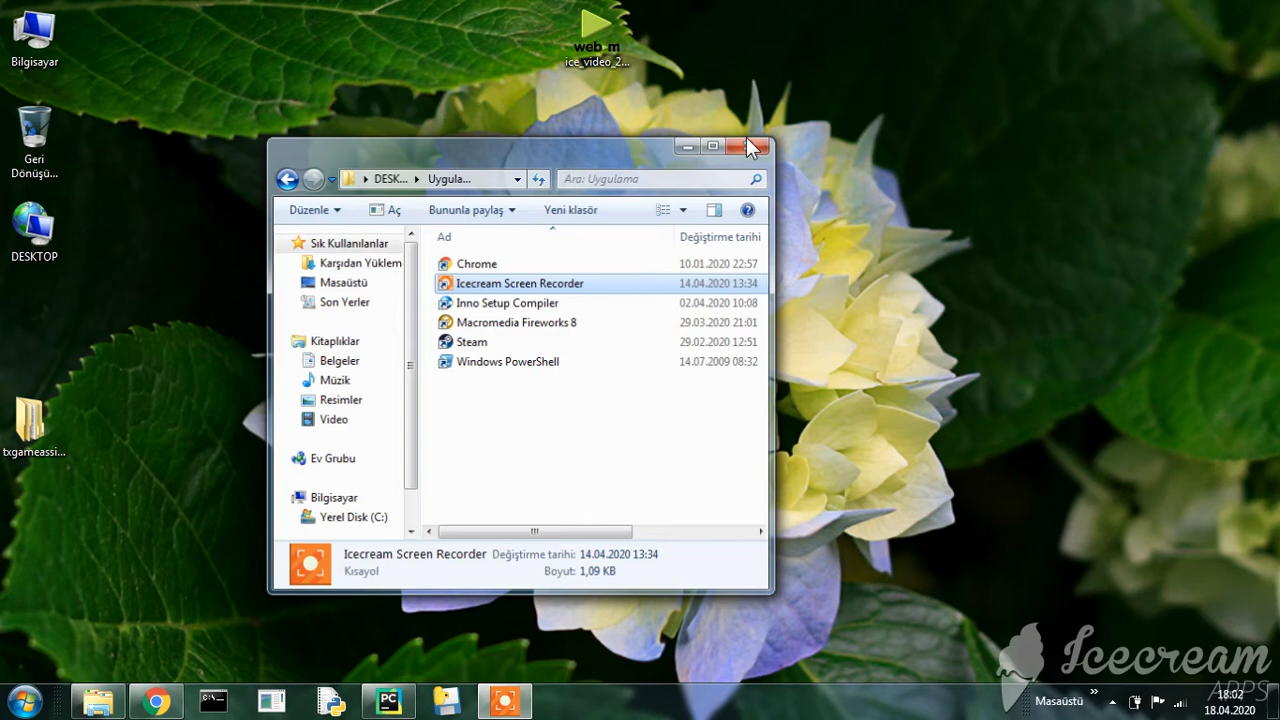 Bilgisayar
Geri
Dönüşü...
DESKTOP
txgameassi...
web m
ice_video_2...
DESK...
Uygula...
Ara: Uygulama
Düzenle
Aç
Bununla paylaş
Yeni klasör
Sık Kullanılanlar
Karşıdan Yüklem
Masaüstü
Son Yerler
Kitaplıklar
Belgeler
Müzik
Resimler
Video
Ev Grubu
Bilgisayar
Yerel Disk (C:)
Ad Değiştirme tarihi
Chrome 10.01.2020 22:57
Icecream Screen Recorder 14.04.2020 13:34
Inno Setup Compiler 02.04.2020 10:08
Macromedia Fireworks 8 29.03.2020 21:01
Steam 29.02.2020 12:51
Windows PowerShell 14.07.2009 08:32
Icecream Screen Recorder Değiştirme tarihi: 14.04.2020 13:34
Kısayol Boyut: 1,09 KB
Icecream
APPS
PC
Masaüstü
18:02
18.04.2020